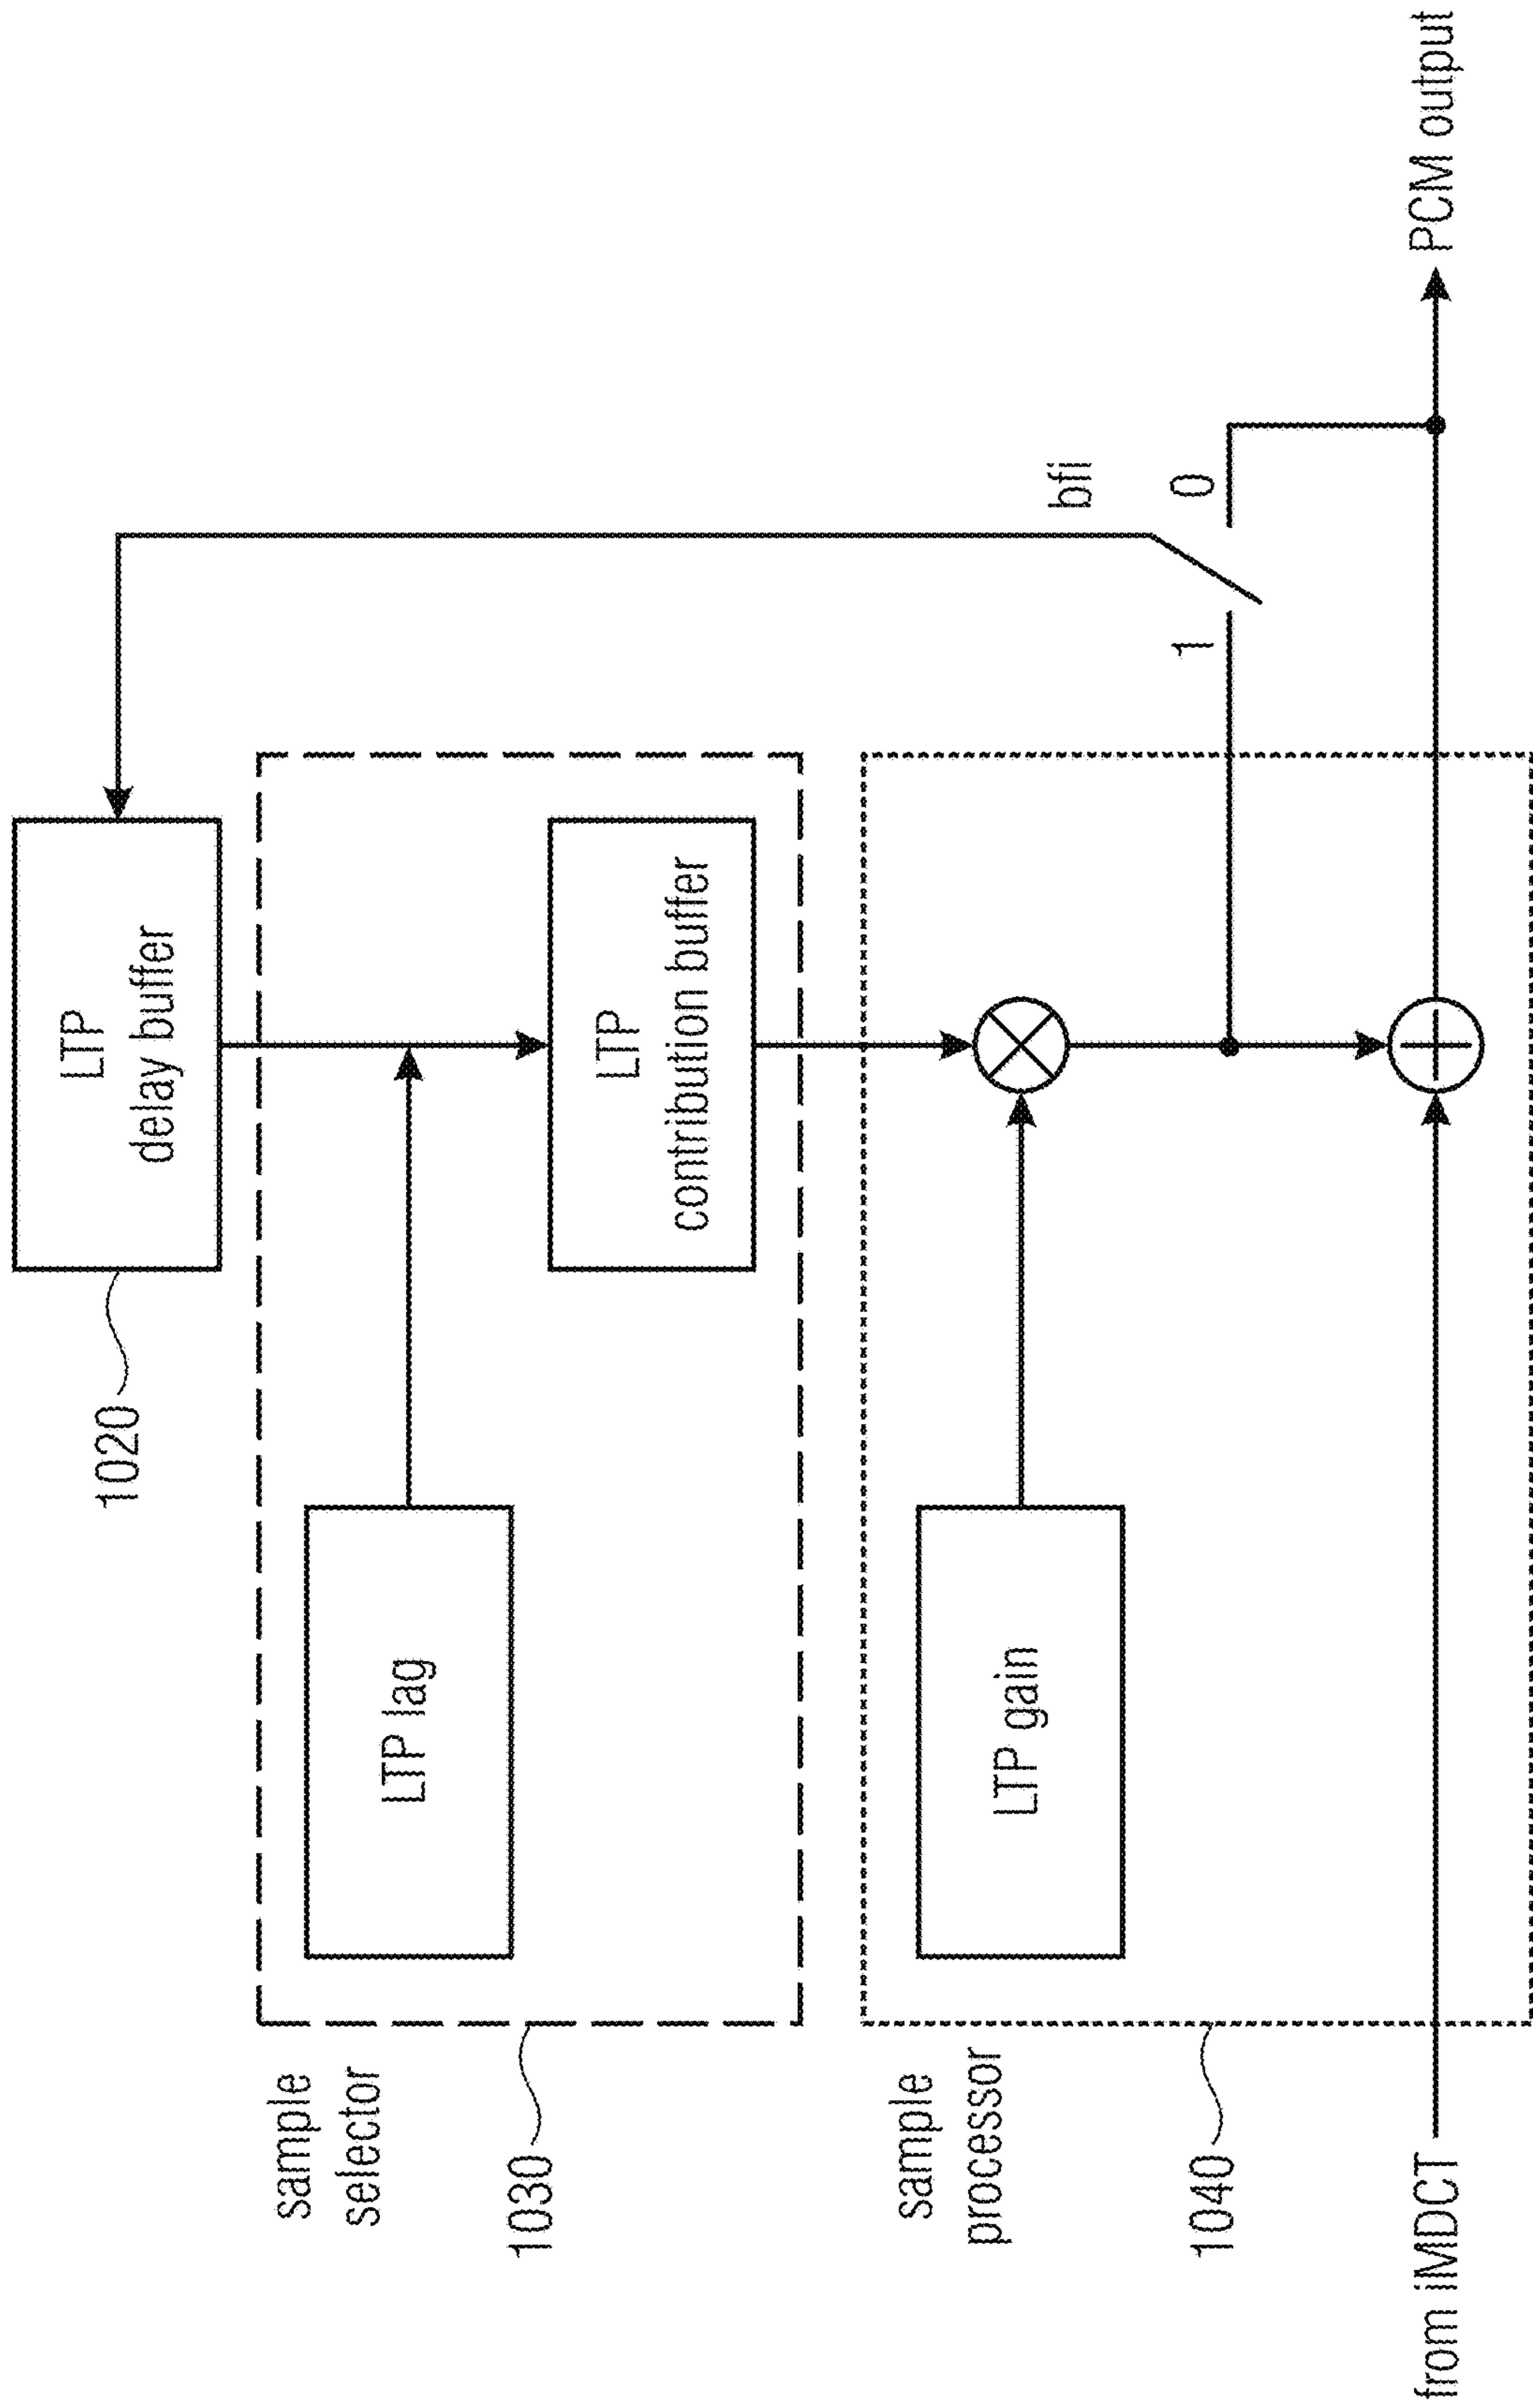 LTP
delay buffer
1020
sample
selector
1030
LTP lag
LTP
contribution buffer
bfi
1
0
sample
processor
1040
LTP gain
from iMDCT
PCM output